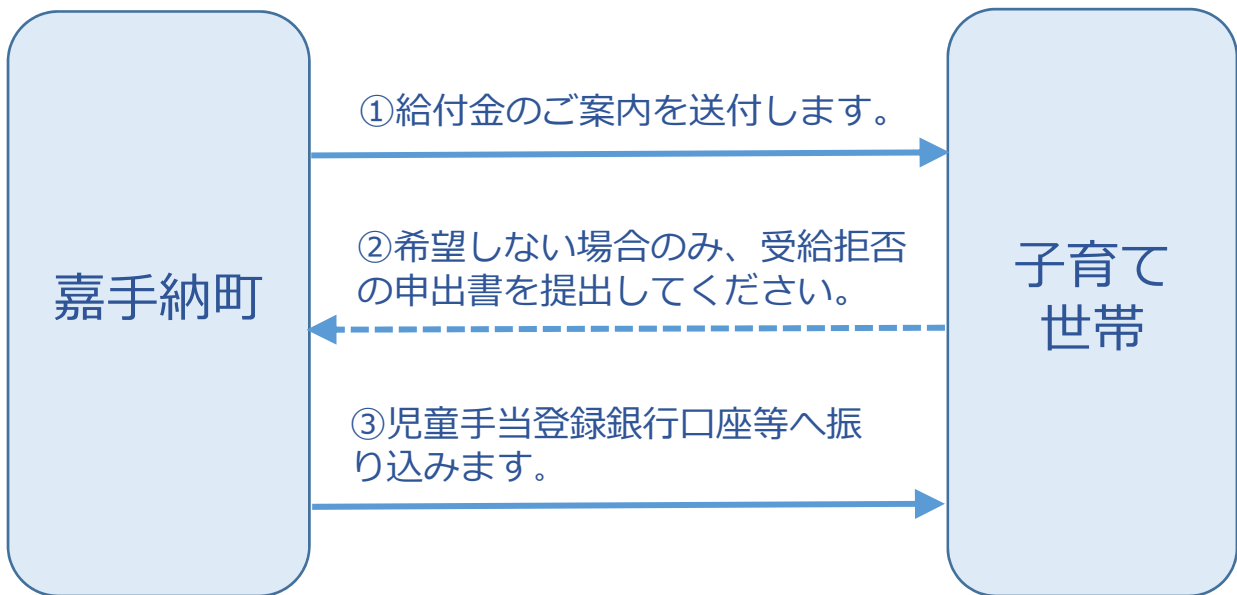 嘉手納町
①給付金のご案内を送付します。
②希望しない場合のみ、受給拒否
の申出書を提出してください。
③児童手当登録銀行口座等へ振
り込みます。
子育て
世帯